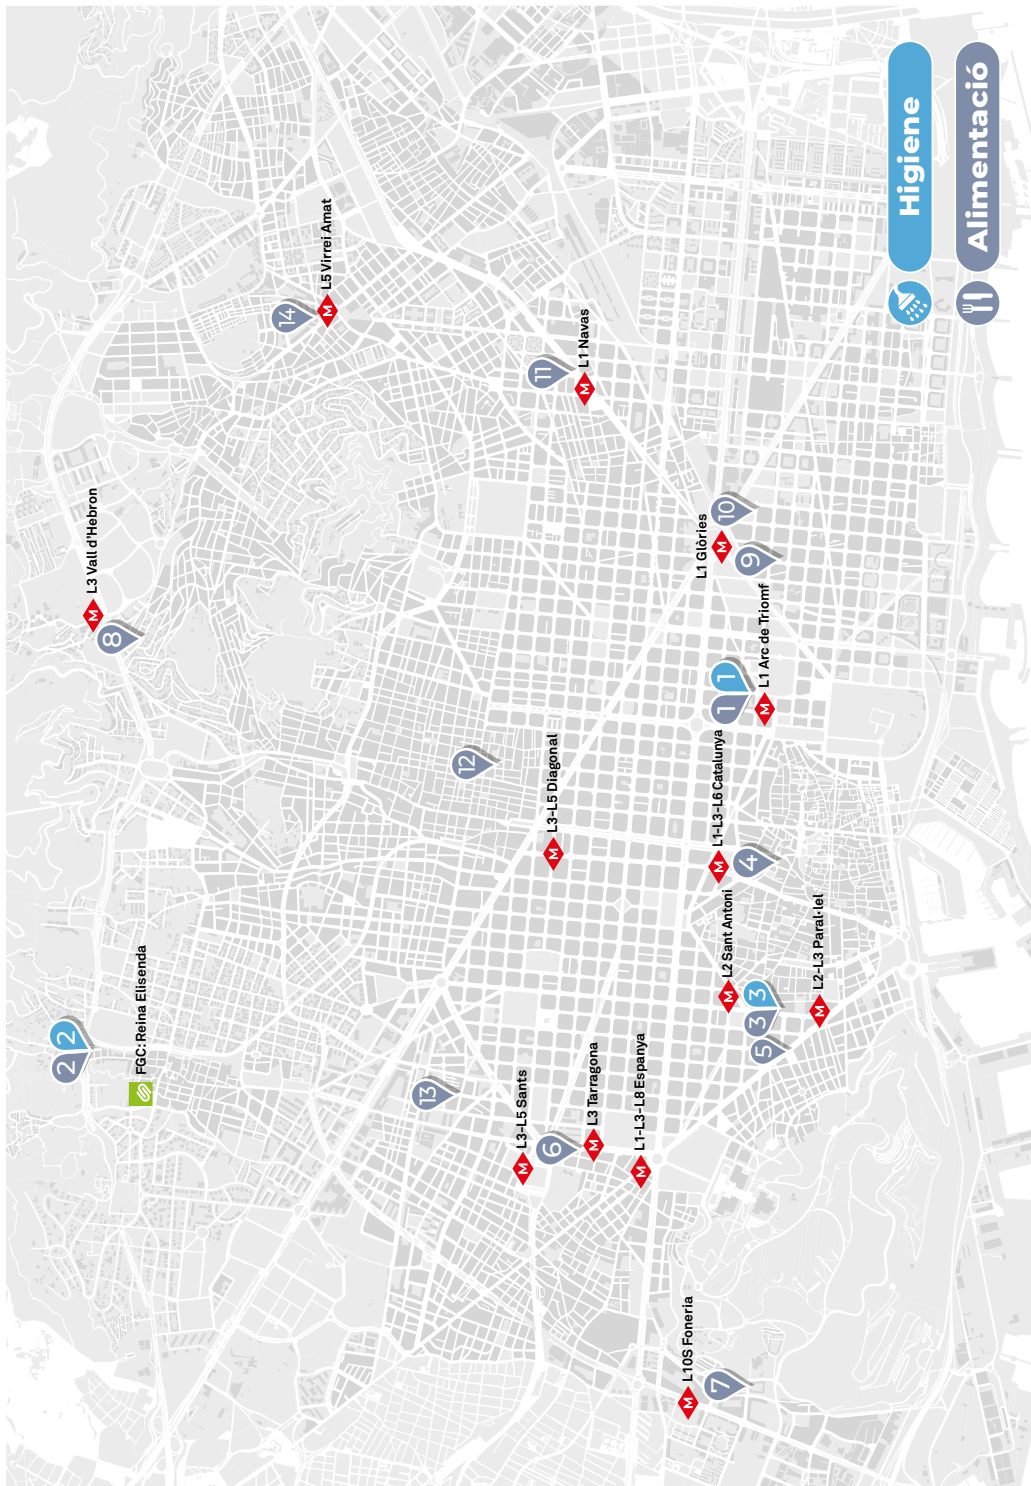 2 2
M L3 Vall d'Hebron
8
FGC: Reina Elisenda
14
M L5 Virrei Amat
13
12
M L3-L5 Sants
11
6
M L3-L5 Diagonal
M L1 Navas
M L3 Tarragona
M L1-L3-L8 Espanya
M L10S Foneria
7
L1 Glòries
M
M L1-L3-L6 Catalunya
1 1
10
M L2 Sant Antoni
4
9
3 3
5
M L1 Arc de Triomf
M L2-L3 Paral·lel
Higiene
Alimentació